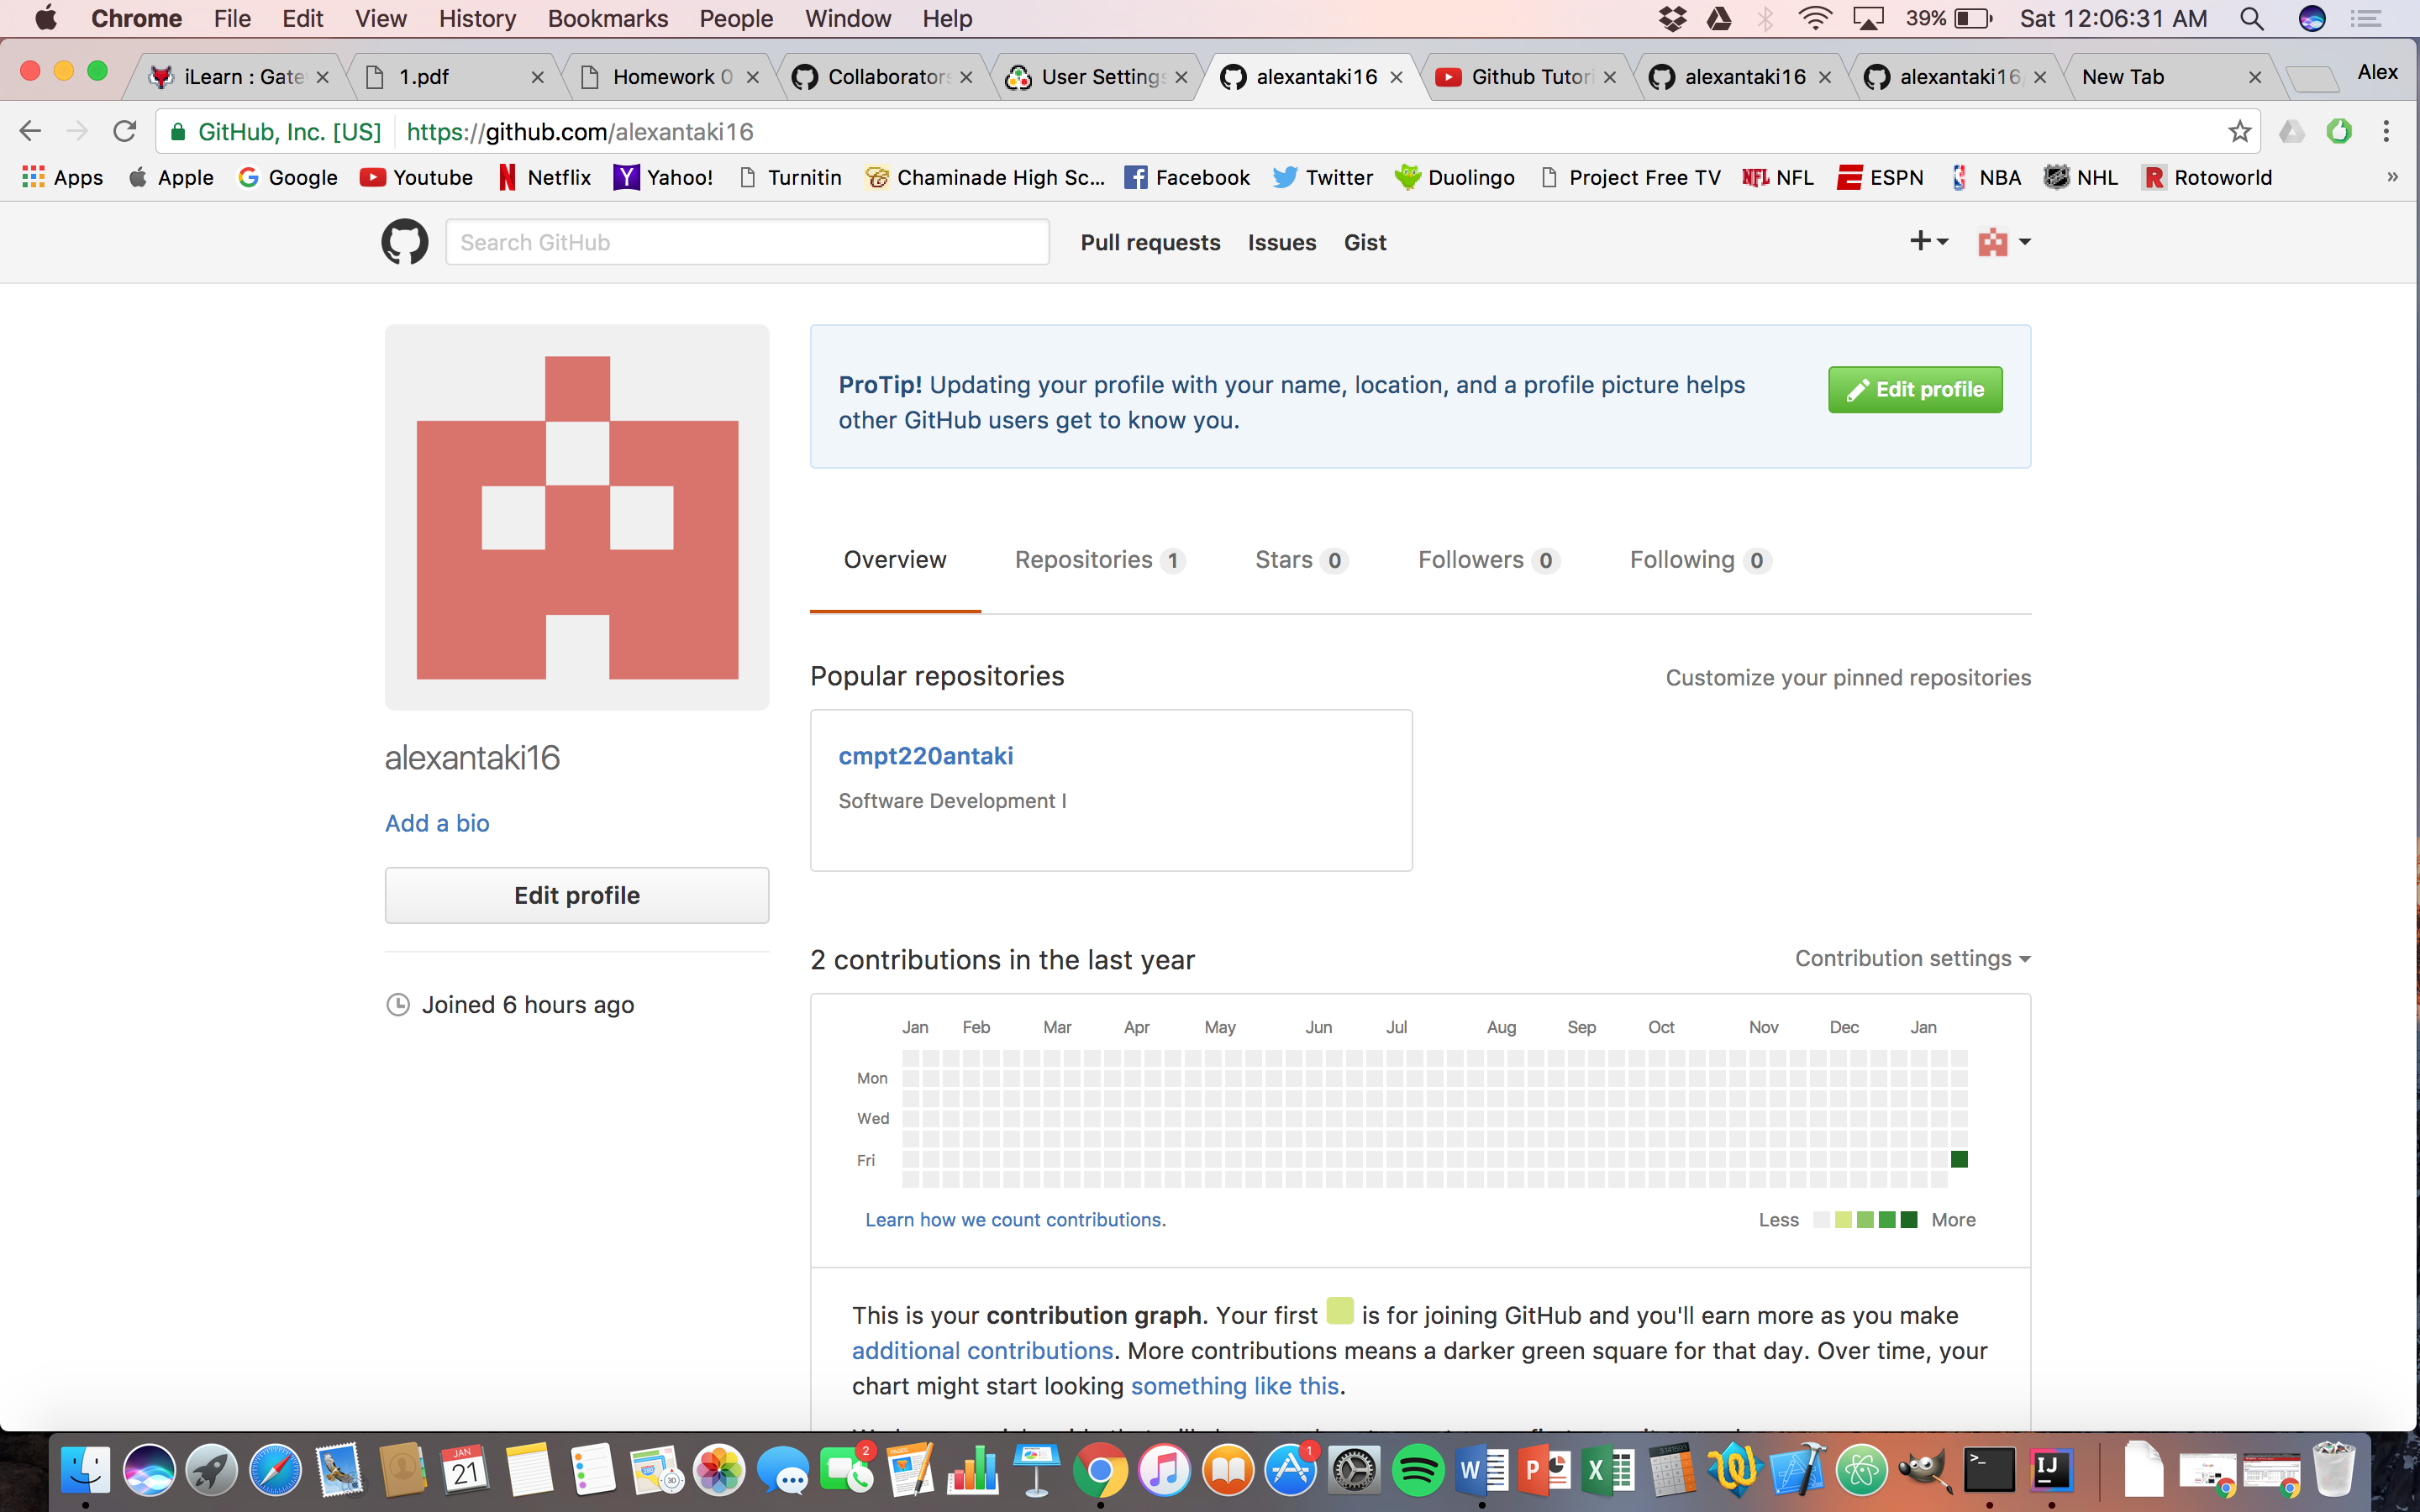 Chrome File Edit View History Bookmarks People Window Help 39% Sat 12:06:31 AM
iLearn : Gate 1.pdf Homework 0 Collaborators User Settings alexantaki16 Github Tutori alexantaki16 alexantaki16/ New Tab Alex
GitHub, Inc. [US] https://github.com/alexantaki16
Apps Apple Google Youtube Netflix Yahoo! Turnitin Chaminade High Sc... Facebook Twitter Duolingo Project Free TV NFL NFL ESPN NBA NHL R Rotoworld »
Search GitHub Pull requests Issues Gist
ProTip! Updating your profile with your name, location, and a profile picture helps
other GitHub users get to know you.
Edit profile
Overview Repositories 1 Stars 0 Followers 0 Following 0
Popular repositories Customize your pinned repositories
cmpt220antaki
Software Development I
alexantaki16
Add a bio
Edit profile
Joined 6 hours ago
2 contributions in the last year Contribution settings
Jan Feb Mar Apr May Jun Jul Aug Sep Oct Nov Dec Jan
Mon
Wed
Fri
Learn how we count contributions. Less More
This is your contribution graph. Your first is for joining GitHub and you'll earn more as you make
additional contributions. More contributions means a darker green square for that day. Over time, your
chart might start looking something like this.
JAN
21
2
PAGES
1
W
P
X
>_
IJ